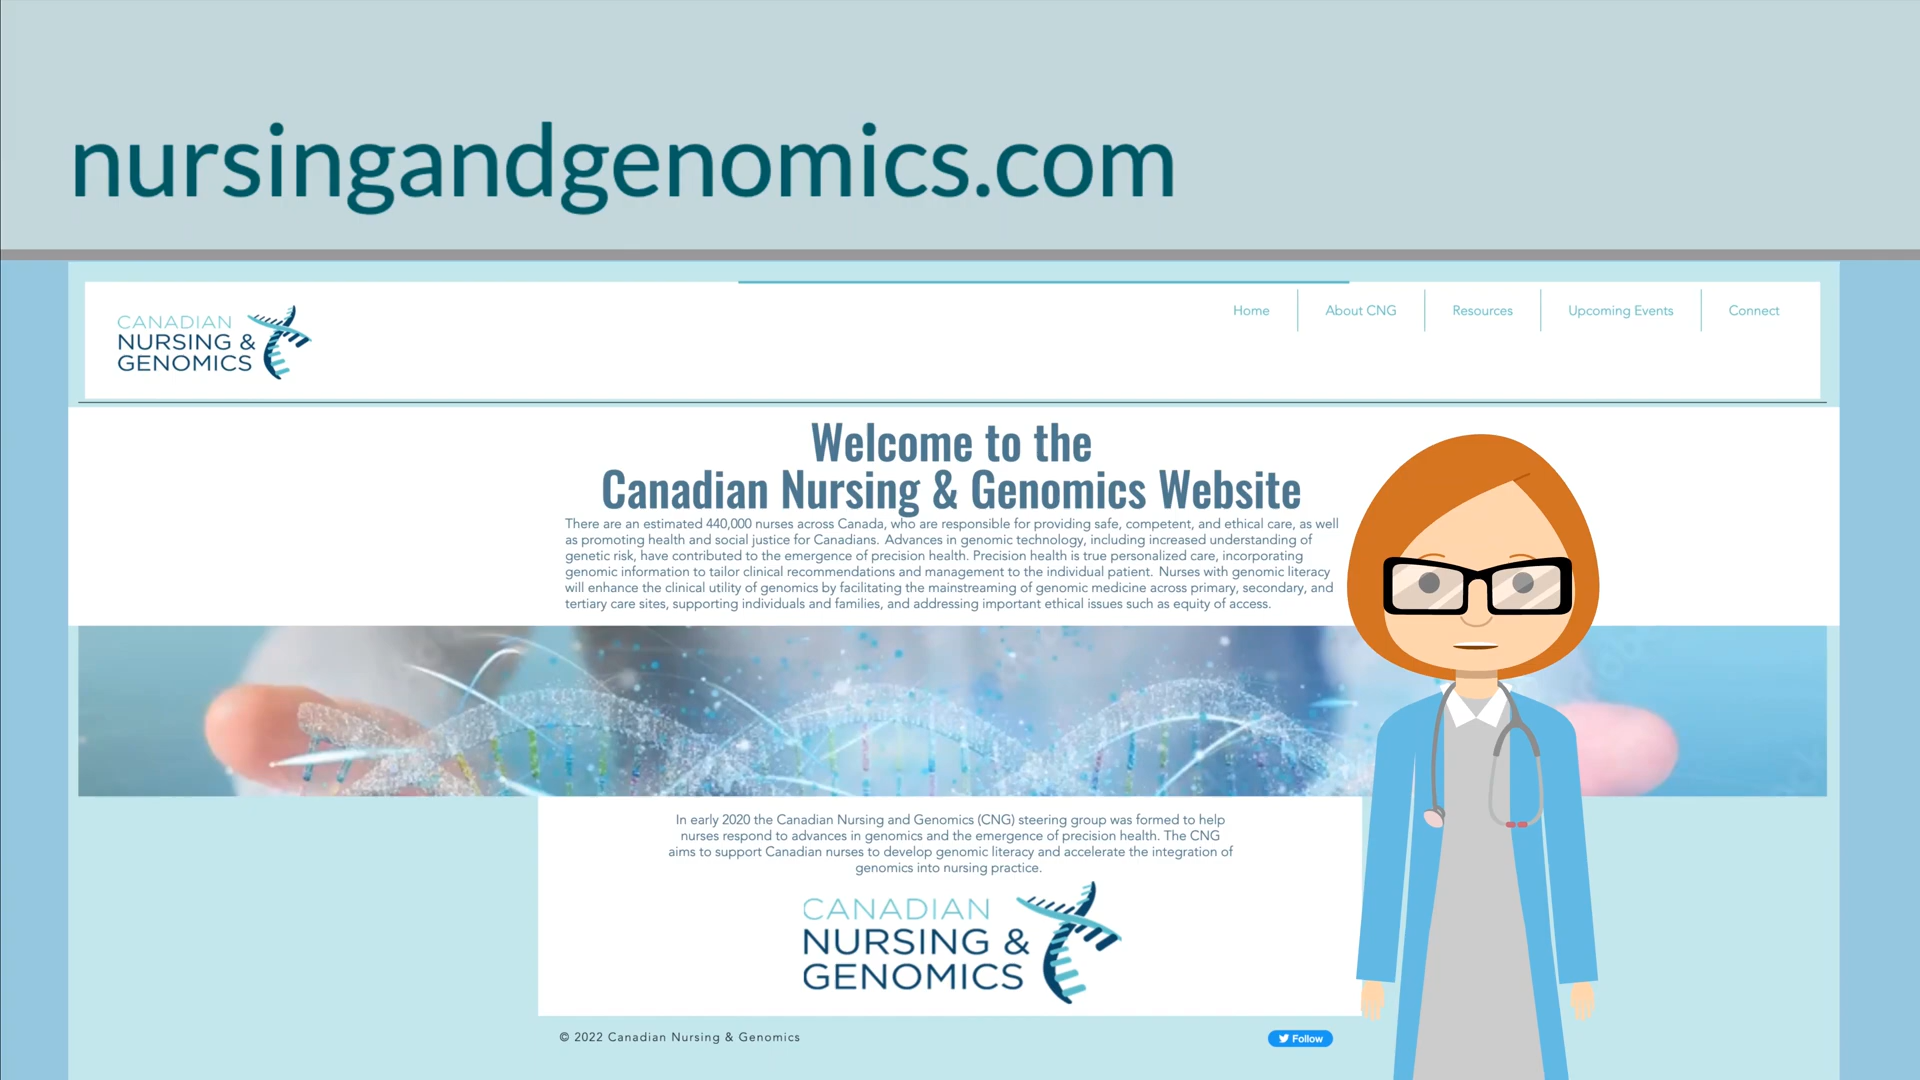 nursingandgenomics.com
CANADIAN
NURSING &
GENOMICS
Home
About CNG
Resources
Upcoming Events
Connect
Welcome to the
Canadian Nursing & Genomics Website
There are an estimated 440,000 nurses across Canada, who are responsible for providing safe, competent, and ethical care, as well
as promoting health and social justice for Canadians. Advances in genomic technology, including increased understanding of
genetic risk, have contributed to the emergence of precision health. Precision health is true personalized care, incorporating
genomic information to tailor clinical recommendations and management to the individual patient. Nurses with genomic literacy
will enhance the clinical utility of genomics by facilitating the mainstreaming of genomic medicine across primary, secondary, and
tertiary care sites, supporting individuals and families, and addressing important ethical issues such as equity of access.
In early 2020 the Canadian Nursing and Genomics (CNG) steering group was formed to help
nurses respond to advances in genomics and the emergence of precision health. The CNG
aims to support Canadian nurses to develop genomic literacy and accelerate the integration of
genomics into nursing practice.
CANADIAN
NURSING &
GENOMICS
© 2022 Canadian Nursing & Genomics
Follow